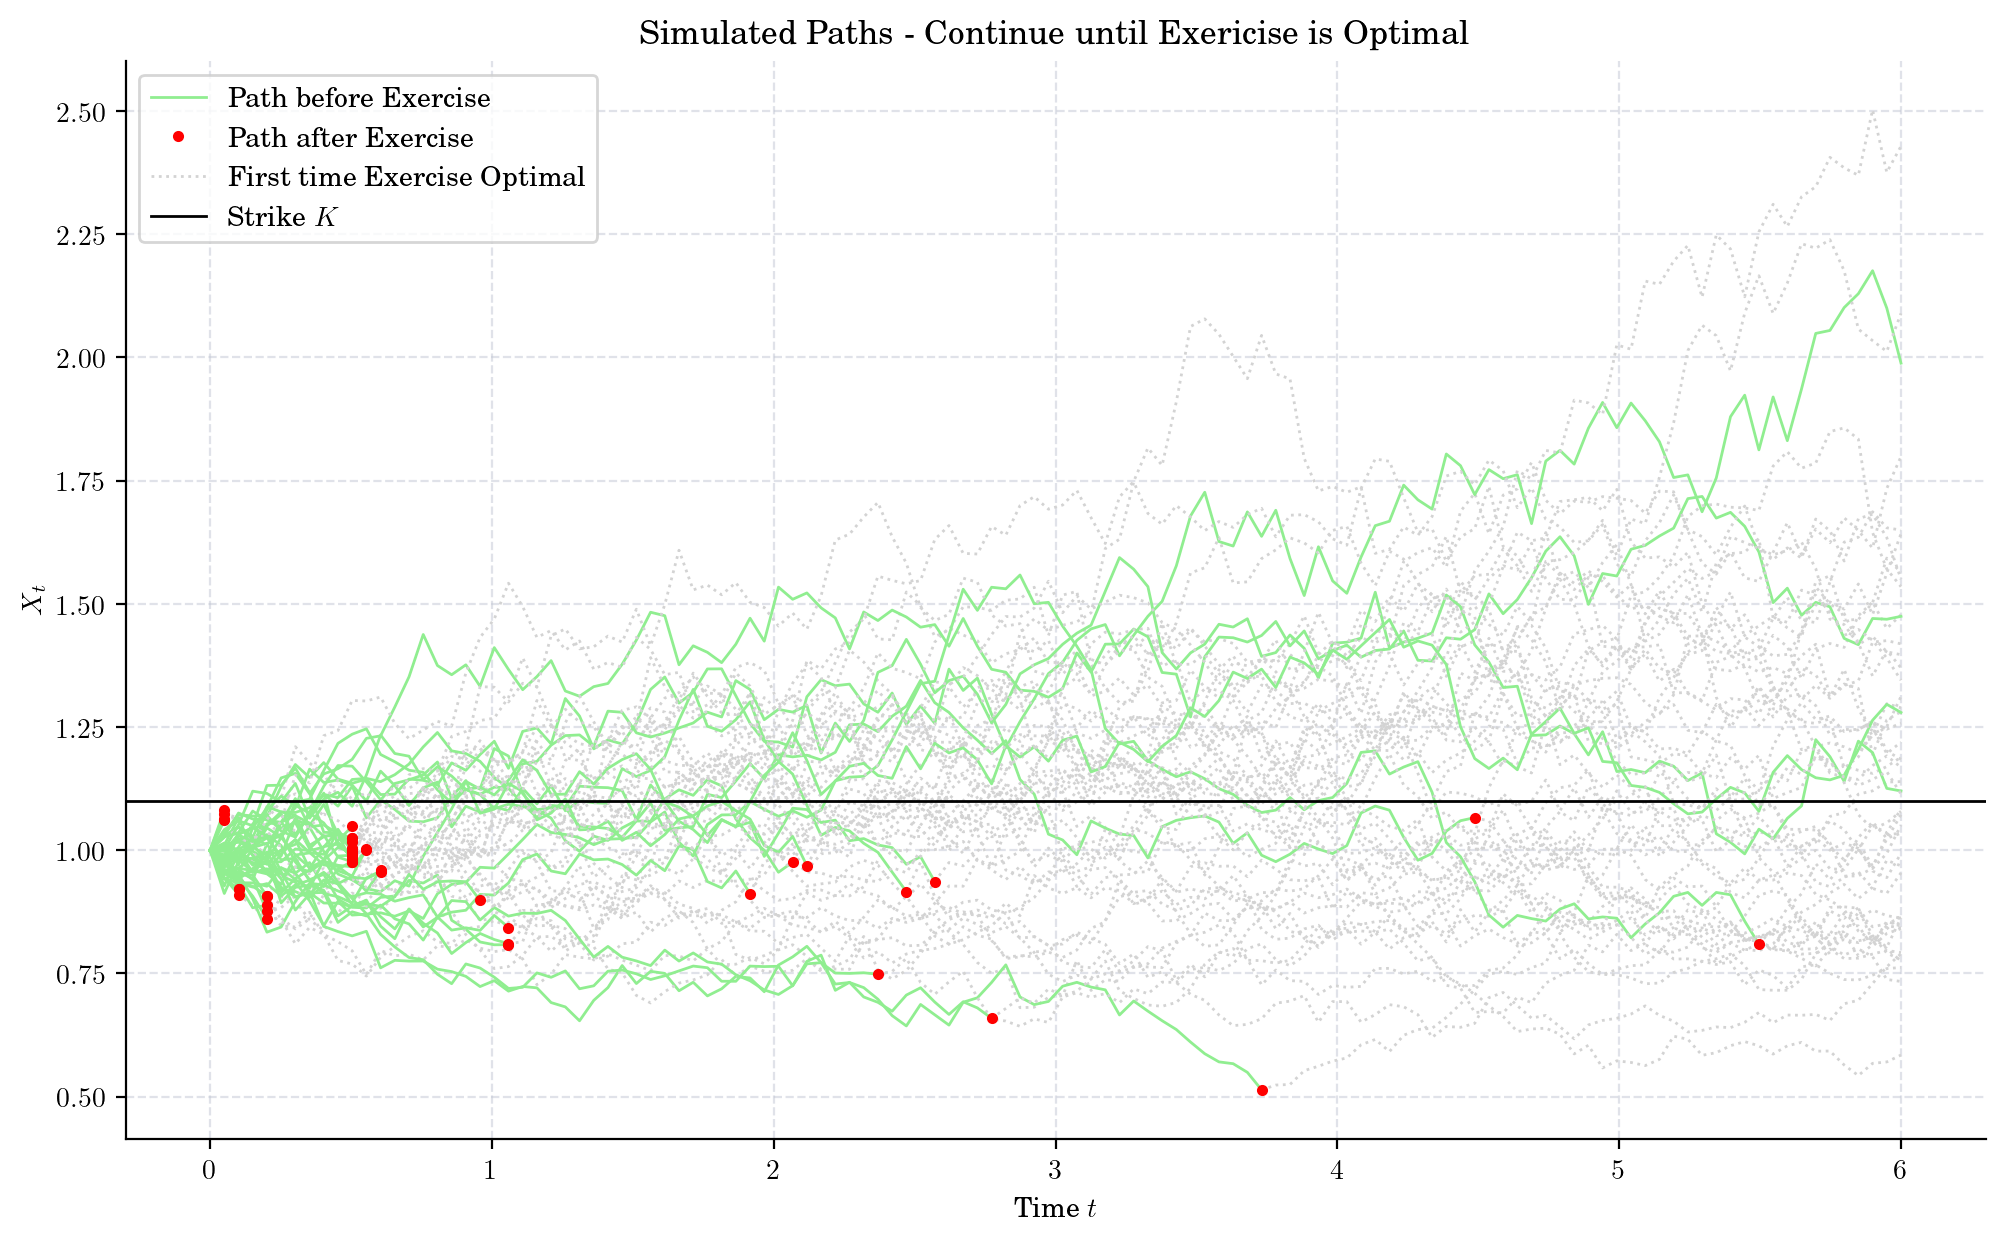 Simulated Paths - Continue until Exericise is Optimal
Path before Exercise
Path after Exercise
First time Exercise Optimal
Strike K
2.50
2.25
2.00
1.75
1.50
1.25
1.00
0.75
0.50
X_t
0 1 2 3 4 5 6
Time t